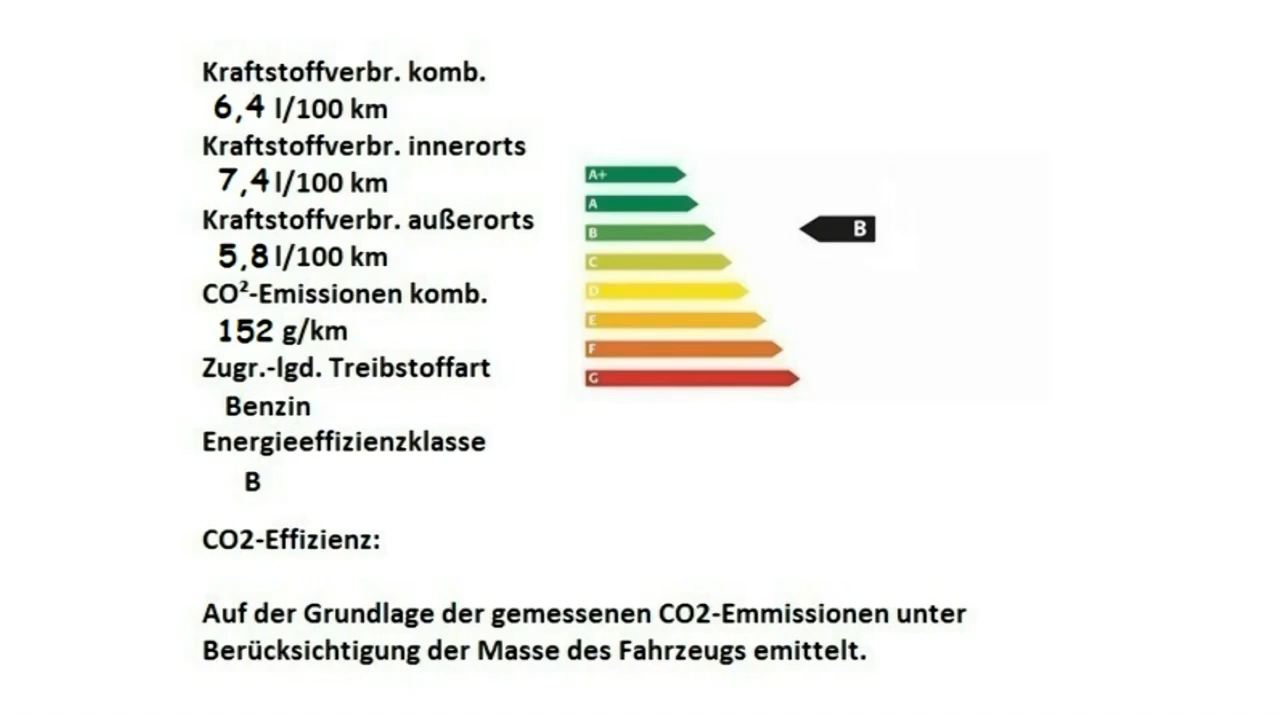 Kraftstoffverbr. komb.
6,4 l/100 km
Kraftstoffverbr. innerorts
7,4 l/100 km
Kraftstoffverbr. außerorts
5,8 l/100 km
CO²-Emissionen komb.
152 g/km
Zugr.-lgd. Treibstoffart
Benzin
Energieeffizienzklasse
B
A+
A
B
B
C
D
E
F
G
CO2-Effizienz:
Auf der Grundlage der gemessenen CO2-Emmissionen unter
Berücksichtigung der Masse des Fahrzeugs emittelt.